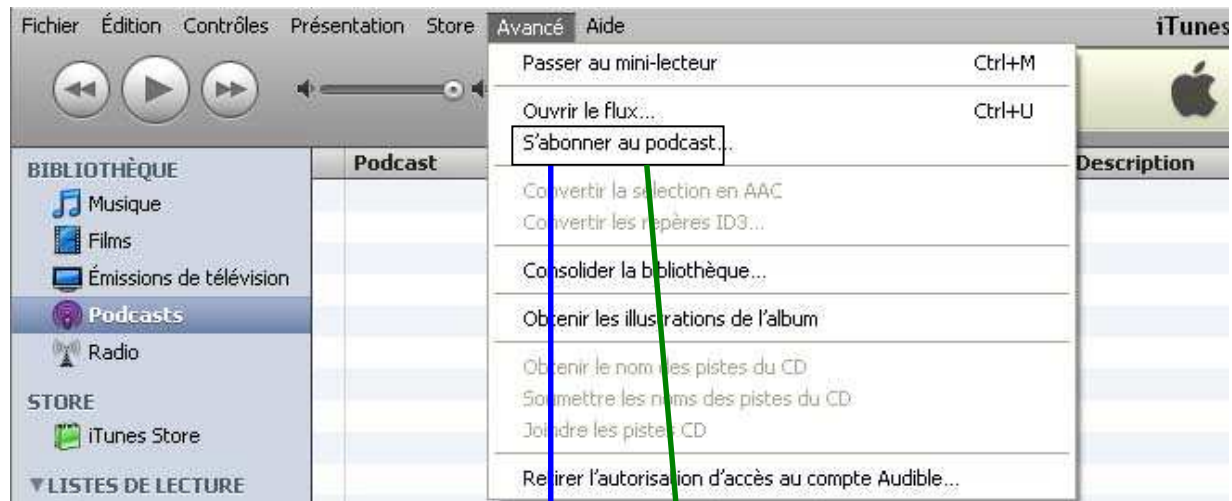 Fichier Édition Contrôles Présentation Store Avancé Aide iTunes
Passer au mini-lecteur Ctrl+M
Ouvrir le flux... Ctrl+U
S'abonner au podcast...
Podcast Description
BIBLIOTHÈQUE
Musique
Films
Émissions de télévision
Podcasts
Radio
STORE
iTunes Store
LISTES DE LECTURE
Convertir la sélection en AAC
Convertir les repères ID3...
Consolider la bibliothèque...
Obtenir les illustrations de l'album
Obtenir le nom des pistes du CD
Soumettre les noms des pistes du CD
Joindre les pistes CD
Retirer l'autorisation d'accès au compte Audible...